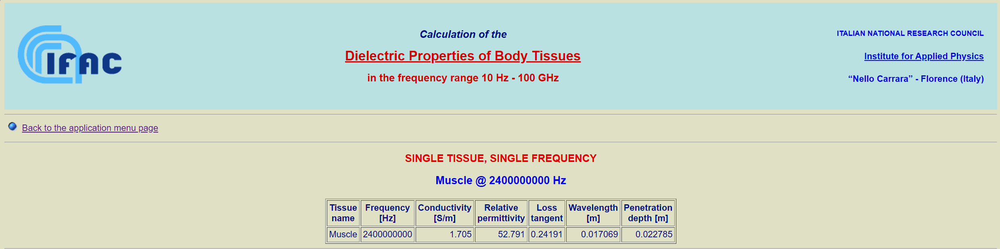 IFAC
Calculation of the
Dielectric Properties of Body Tissues
in the frequency range 10 Hz - 100 GHz
ITALIAN NATIONAL RESEARCH COUNCIL
Institute for Applied Physics
“Nello Carrara” - Florence (Italy)
Back to the application menu page
SINGLE TISSUE, SINGLE FREQUENCY
Muscle @ 2400000000 Hz
Tissue name Frequency [Hz] Conductivity [S/m] Relative permittivity Loss tangent Wavelength [m] Penetration depth [m]
Muscle 2400000000 1.705 52.791 0.24191 0.017069 0.022785